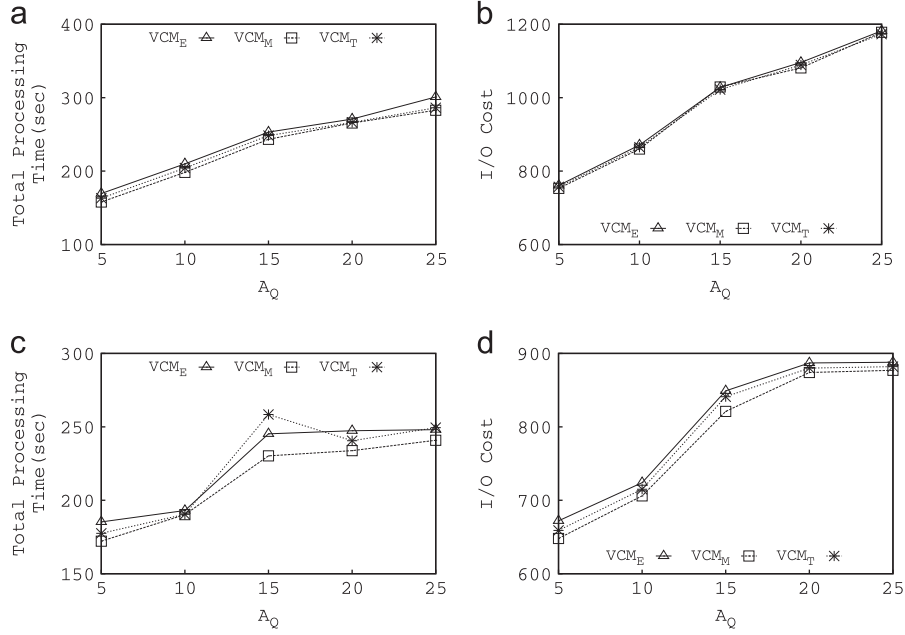 a
400
300
200
100
Total Processing
Time(sec)
VCM_E VCM_M VCM_T
5 10 15 20 25
A_Q
b
1200
1000
800
600
I/O Cost
VCM_E VCM_M VCM_T
5 10 15 20 25
A_Q
c
300
250
200
150
Total Processing
Time(sec)
VCM_E VCM_M VCM_T
5 10 15 20 25
A_Q
d
900
800
700
600
I/O Cost
VCM_E VCM_M VCM_T
5 10 15 20 25
A_Q